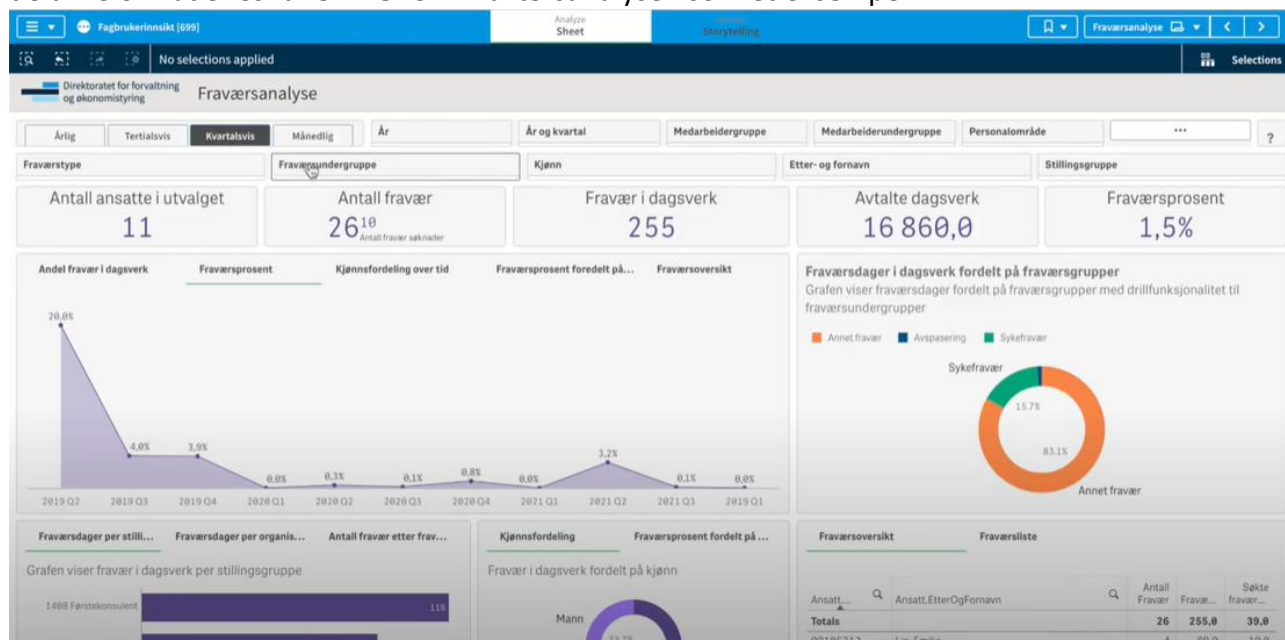 Fagbrukerinnsikt [699]
Analyze
Sheet
Storytelling
Fraværsanalyse
No selections applied
Selections
Direktoratet for forvaltning
og økonomistyring
Fraværsanalyse
Årlig
Tertialsvis
Kvartalsvis
Månedlig
År
År og kvartal
Medarbeidergruppe
Medarbeiderundergruppe
Personalområde
...
?
Fraværstype
Fraværsundergruppe
Kjønn
Etter- og fornavn
Stillingsgruppe
Antall ansatte i utvalget
11
Antall fravær
26 10
Antall fravær søknader
Fravær i dagsverk
255
Avtalte dagsverk
16 860,0
Fraværsprosent
1,5%
Andel fravær i dagsverk
Fraværsprosent
Kjønnsfordeling over tid
Fraværsprosent foredelt på...
Fraværsoversikt
20,0%
4,0%
3,9%
0,0%
0,3%
0,1%
0,8%
0,0%
3,2%
0,1%
0,0%
2019 Q2
2019 Q3
2019 Q4
2020 Q1
2020 Q2
2020 Q3
2020 Q4
2021 Q1
2021 Q2
2021 Q3
2019 Q1
Fraværsdager i dagsverk fordelt på fraværsgrupper
Grafen viser fraværsdager fordelt på fraværsgrupper med drillfunksjonalitet til
fraværsundergrupper
Annet fravær
Avspasering
Sykefravær
Sykefravær
15.7%
83.1%
Annet fravær
Fraværsdager per stilli...
Fraværsdager per organis...
Antall fravær etter frav...
Grafen viser fravær i dagsverk per stillingsgruppe
1408 Førstekonsulent
116
Kjønnsfordeling
Fraværsprosent fordelt på ...
Fravær i dagsverk fordelt på kjønn
Mann
33.7%
Fraværsoversikt
Fraværsliste
Ansatt...
Ansatt.EtterOgFornavn
Antall
Fravær
Fravæ...
Søkte
fravær...
Totals
26
255,0
39,0